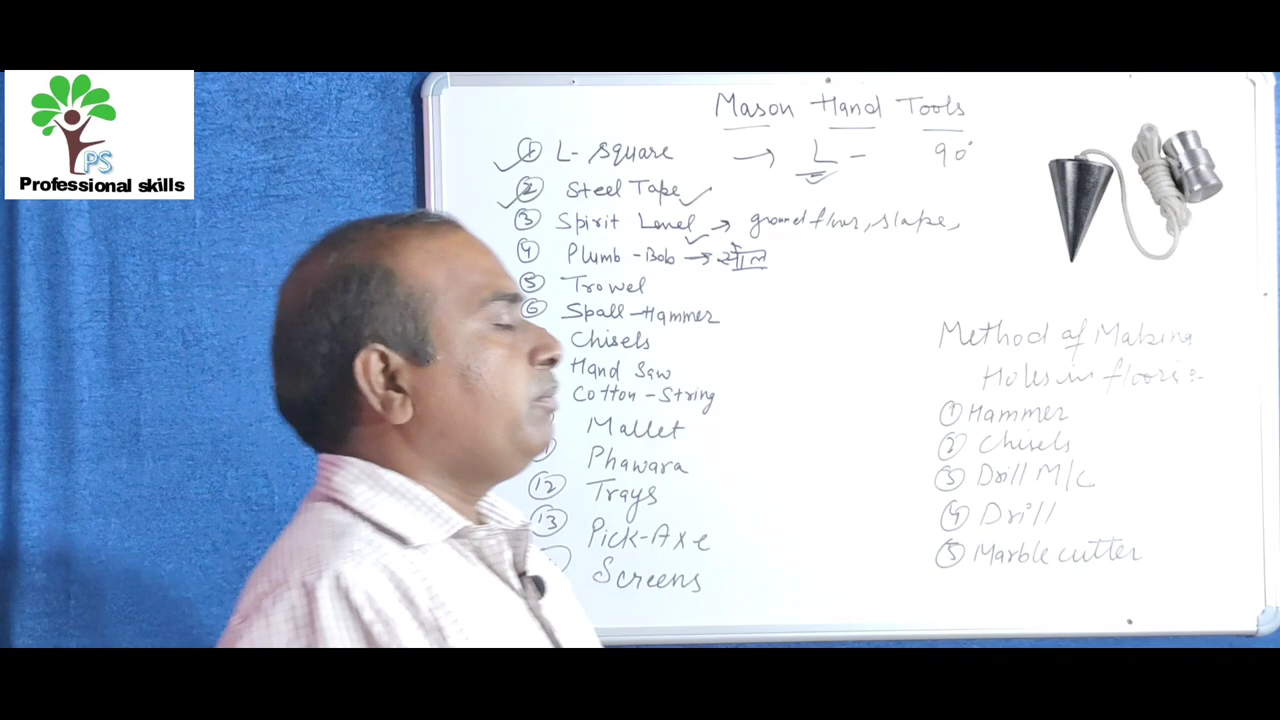 PS
Professional skills
Mason Hand Tools
① L- square → L - 90°
② Steel Tape
③ Spirit Level → ground floor, slape,
④ Plumb -Bob →
⑤ Trowel
⑥ Spall-Hammer
Chisels
Hand Saw
Cotton-String
Mallet
Phawara
⑫ Trays
⑬ Pick-Axe
Screens
Method of Making
Holes in floors:-
① Hammer
② Chisels
③ Drill M/C
④ Drill
⑤ Marble cutter